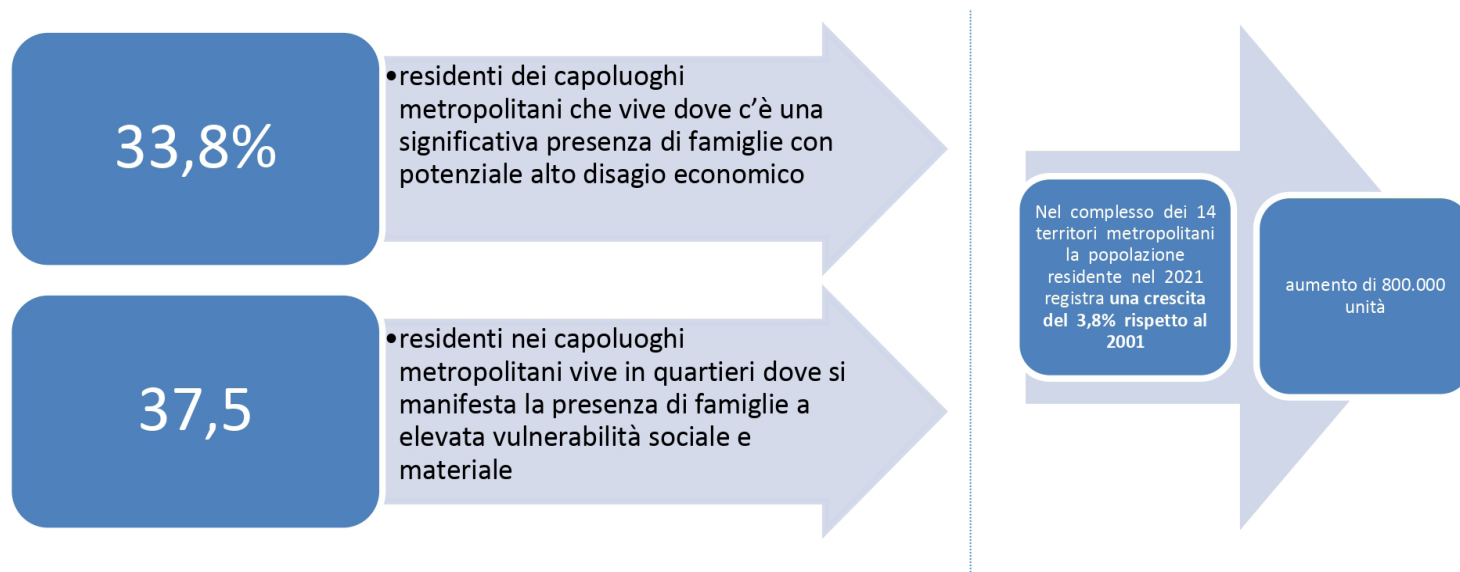 33,8%
•residenti dei capoluoghi
metropolitani che vive dove c'è una
significativa presenza di famiglie con
potenziale alto disagio economico
37,5
•residenti nei capoluoghi
metropolitani vive in quartieri dove si
manifesta la presenza di famiglie a
elevata vulnerabilità sociale e
materiale
Nel complesso dei 14
territori metropolitani
la popolazione
residente nel 2021
registra una crescita
del 3,8% rispetto al
2001
aumento di 800.000
unità